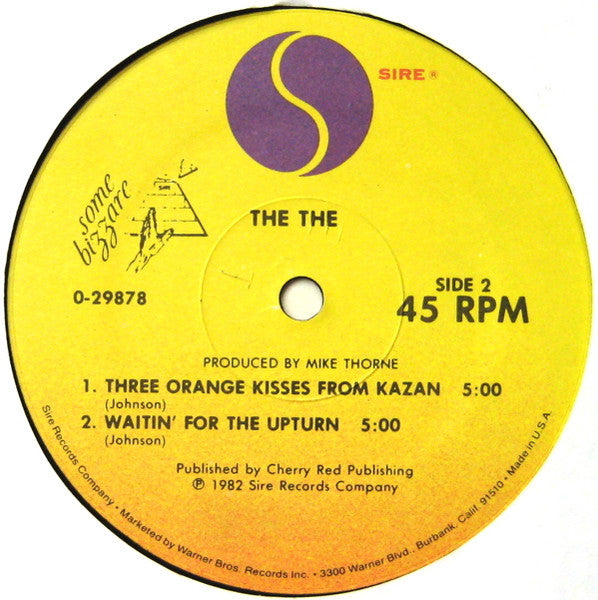 SIRE®
some
bizzare
SIRE
THE THE
0-29878
SIDE 2
45 RPM
PRODUCED BY MIKE THORNE
1. THREE ORANGE KISSES FROM KAZAN 5:00
(Johnson)
2. WAITIN' FOR THE UPTURN 5:00
(Johnson)
Published by Cherry Red Publishing
℗ 1982 Sire Records Company
Sire Records Company • Marketed by Warner Bros. Records Inc. • 3300 Warner Blvd., Burbank, Calif. 91510 • Made in U.S.A.